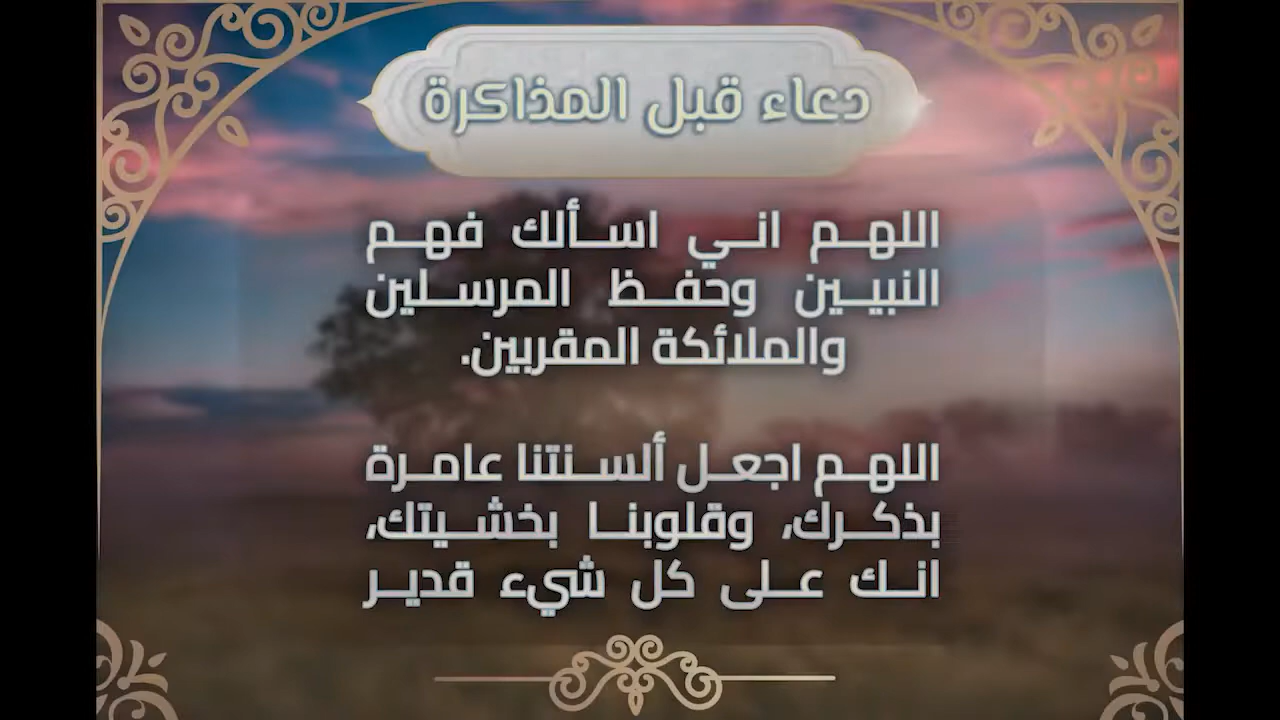 دعاء قبل المذاكرة
اللهم اني اسألك فهم
النبيين وحفظ المرسلين
والملائكة المقربين.
اللهم اجعل ألسنتنا عامرة
بذكرك، وقلوبنا بخشيتك،
انك على كل شيء قدير